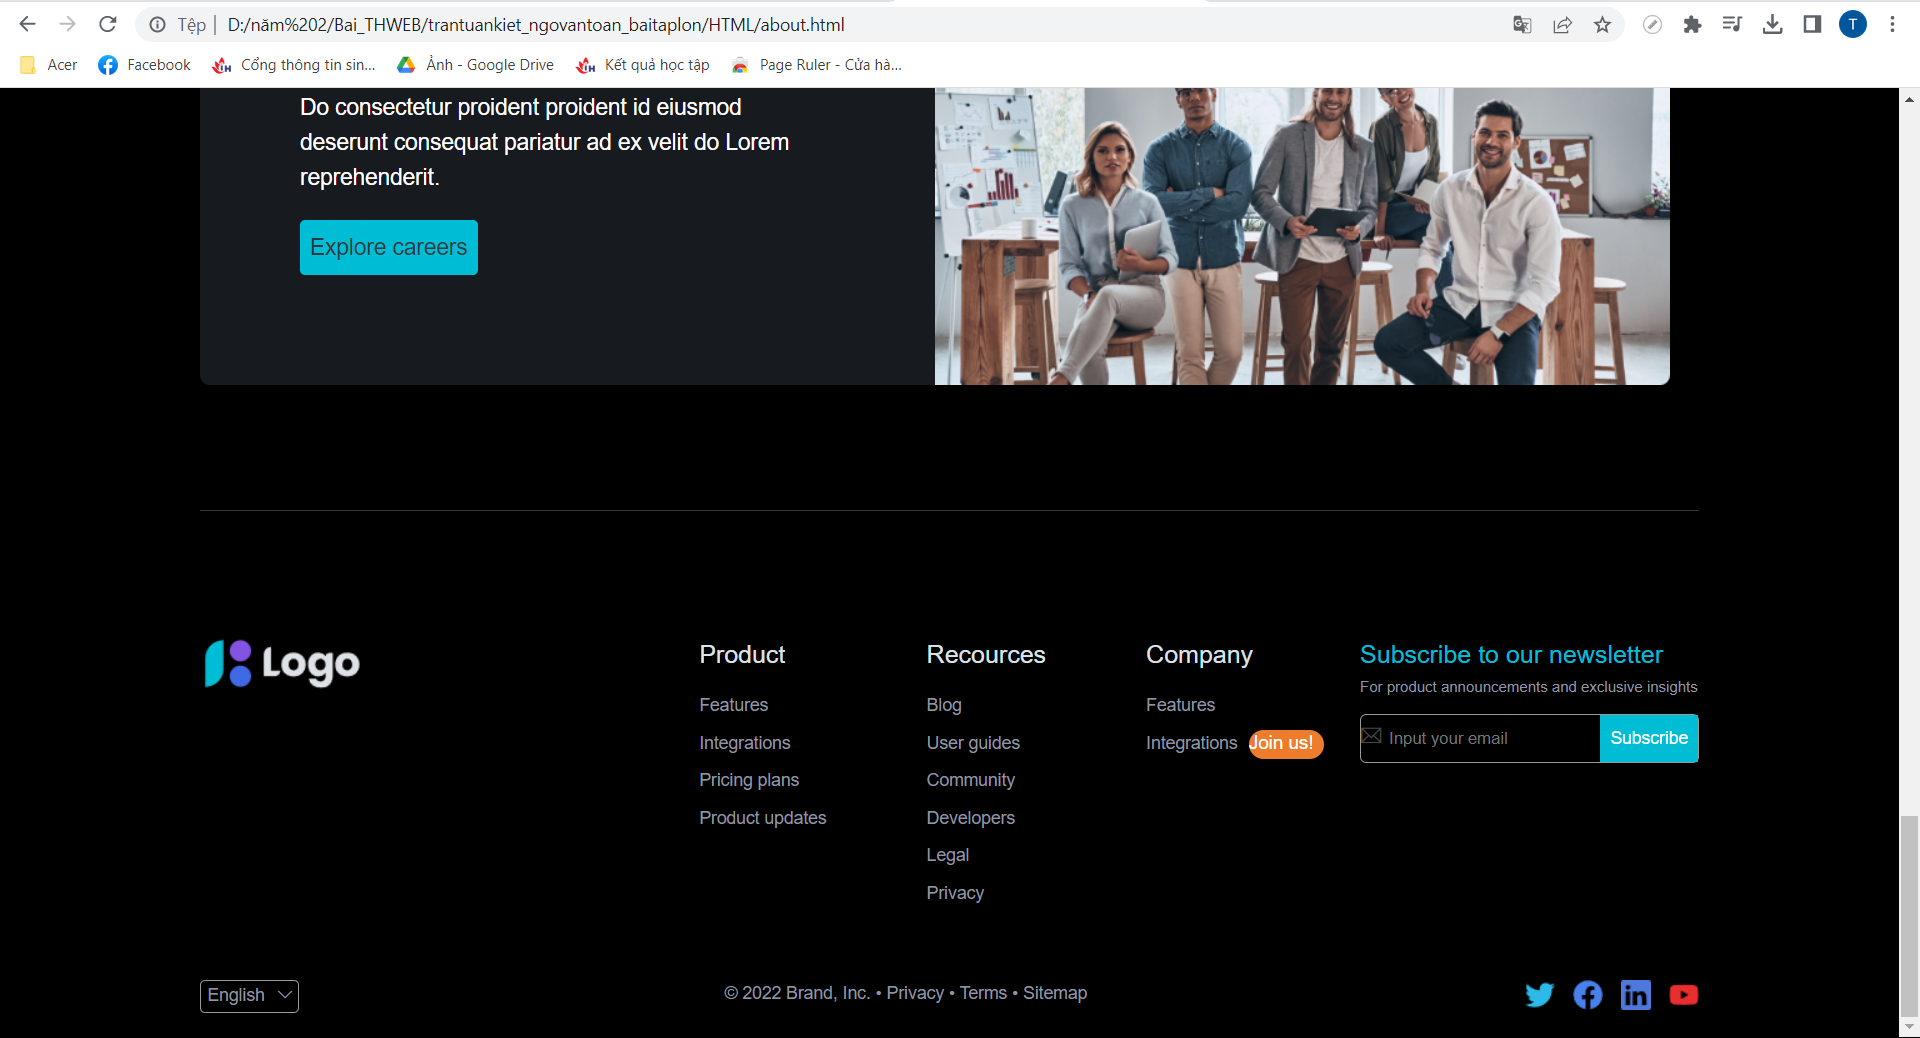 Tệp | D:/năm%202/Bai_THWEB/trantuankiet_ngovantoan_baitaplon/HTML/about.html
T
Acer Facebook Cổng thông tin sin... Ảnh - Google Drive Kết quả học tập Page Ruler - Cửa hà...
Do consectetur proident proident id eiusmod
deserunt consequat pariatur ad ex velit do Lorem
reprehenderit.
Explore careers
Logo
Product
Features
Integrations
Pricing plans
Product updates
Recources
Blog
User guides
Community
Developers
Legal
Privacy
Company
Features
Integrations Join us!
Subscribe to our newsletter
For product announcements and exclusive insights
Input your email Subscribe
English
© 2022 Brand, Inc. • Privacy • Terms • Sitemap